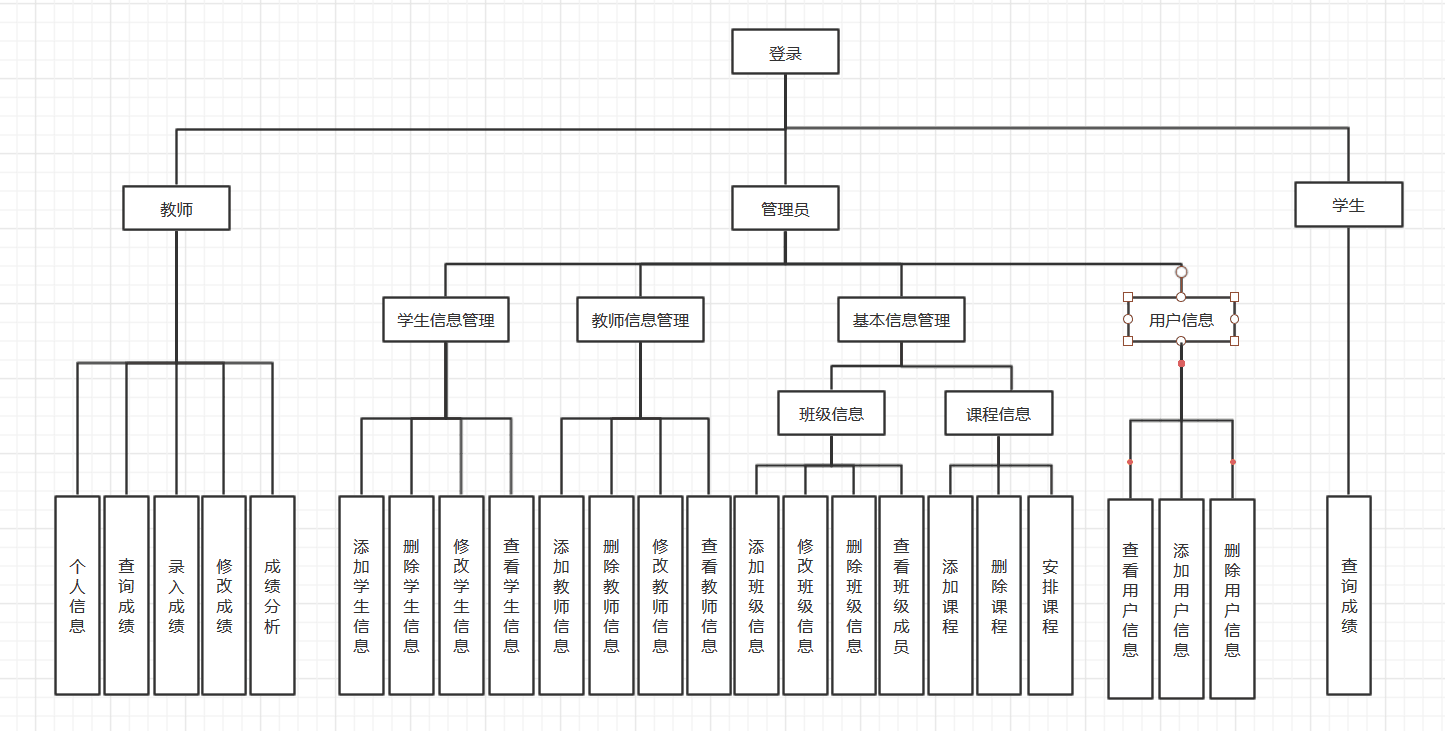 登录
教师
管理员
学生
学生信息管理
教师信息管理
基本信息管理
用户信息
班级信息
课程信息
个人信息
查询成绩
录入成绩
修改成绩
成绩分析
添加学生信息
删除学生信息
修改学生信息
查看学生信息
添加教师信息
删除教师信息
修改教师信息
查看教师信息
添加班级信息
修改班级信息
删除班级信息
查看班级成员
添加课程
删除课程
安排课程
查看用户信息
添加用户信息
删除用户信息
查询成绩